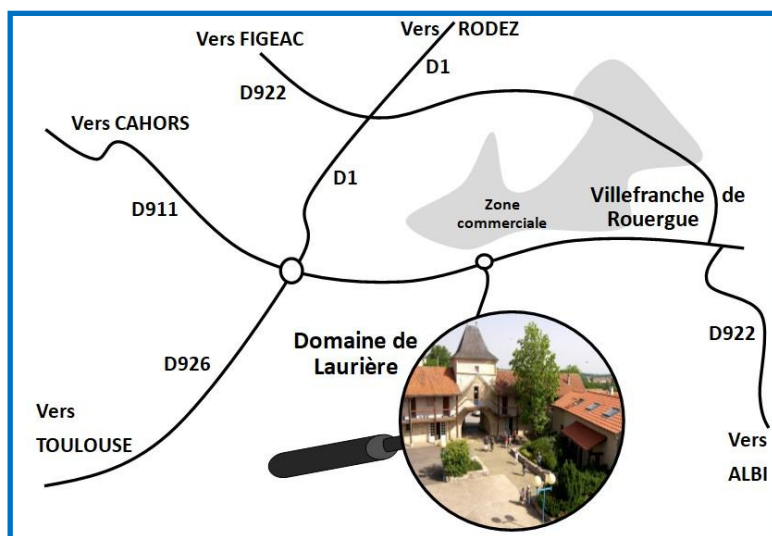 Vers RODEZ
Vers FIGEAC
D1
D922
Vers CAHORS
D1
D911
Zone
commerciale
Villefranche de
Rouergue
Domaine de
Laurière
D922
D926
Vers
TOULOUSE
Vers
ALBI